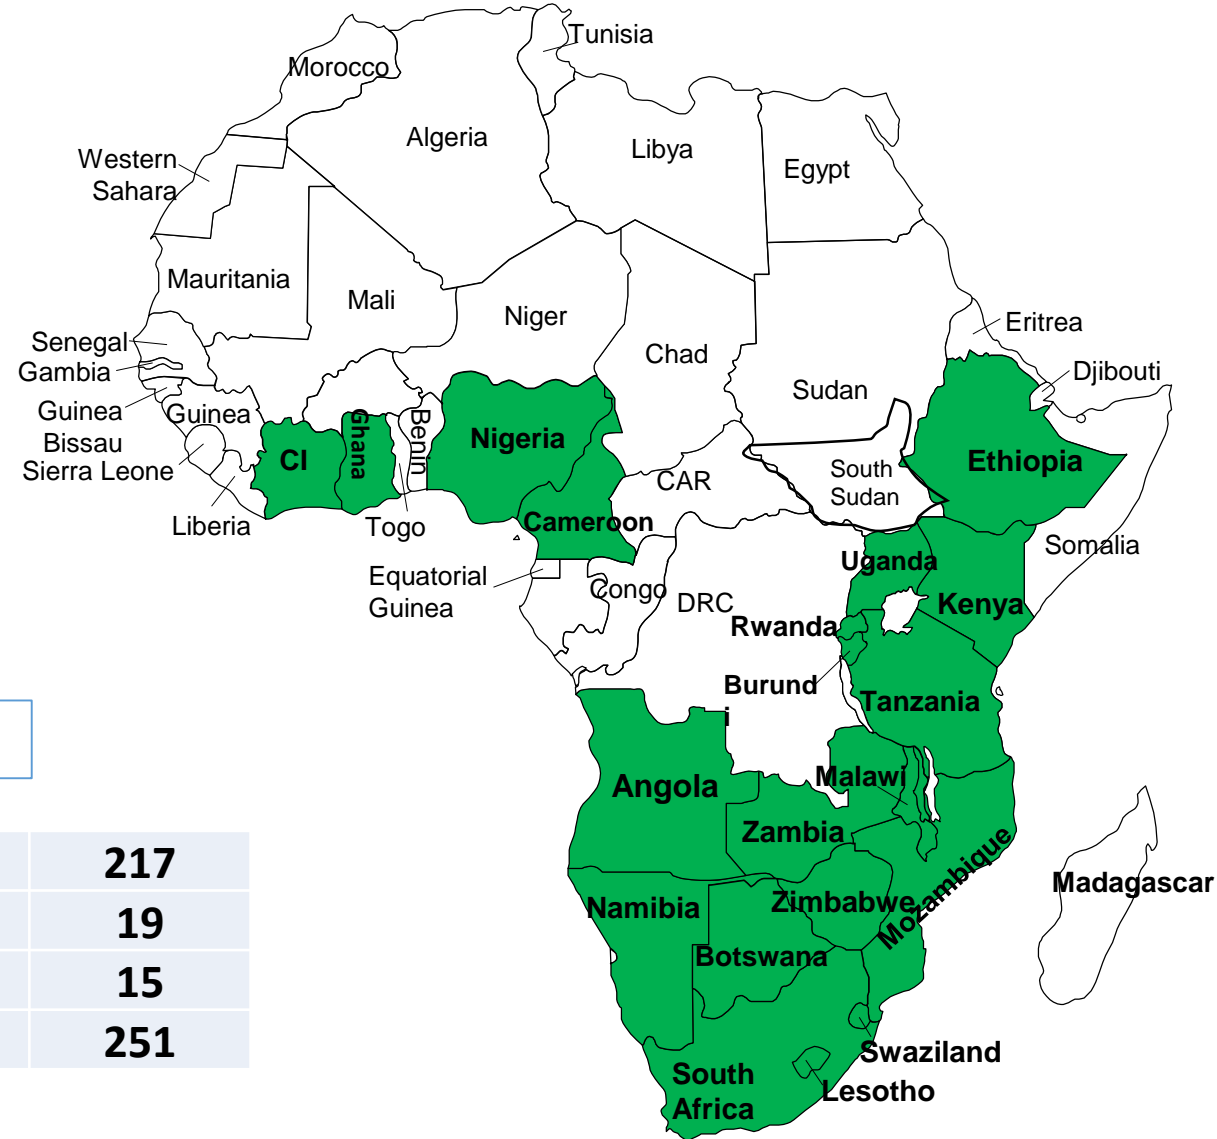 Tunisia
Morocco
Algeria
Libya
Egypt
Western
Sahara
Mauritania
Mali
Niger
Chad
Sudan
Eritrea
Djibouti
Senegal
Gambia
Guinea
Bissau
Guinea
Sierra Leone
Liberia
CI
Ghana
Togo
Benin
Nigeria
Cameroon
CAR
South
Sudan
Ethiopia
Somalia
Equatorial
Guinea
Congo
DRC
Uganda
Kenya
Rwanda
Burund
i
Tanzania
Angola
Malawi
Zambia
Mozambique
Zimbabwe
Namibia
Botswana
Madagascar
Swaziland
Lesotho
South
Africa
217
19
15
251